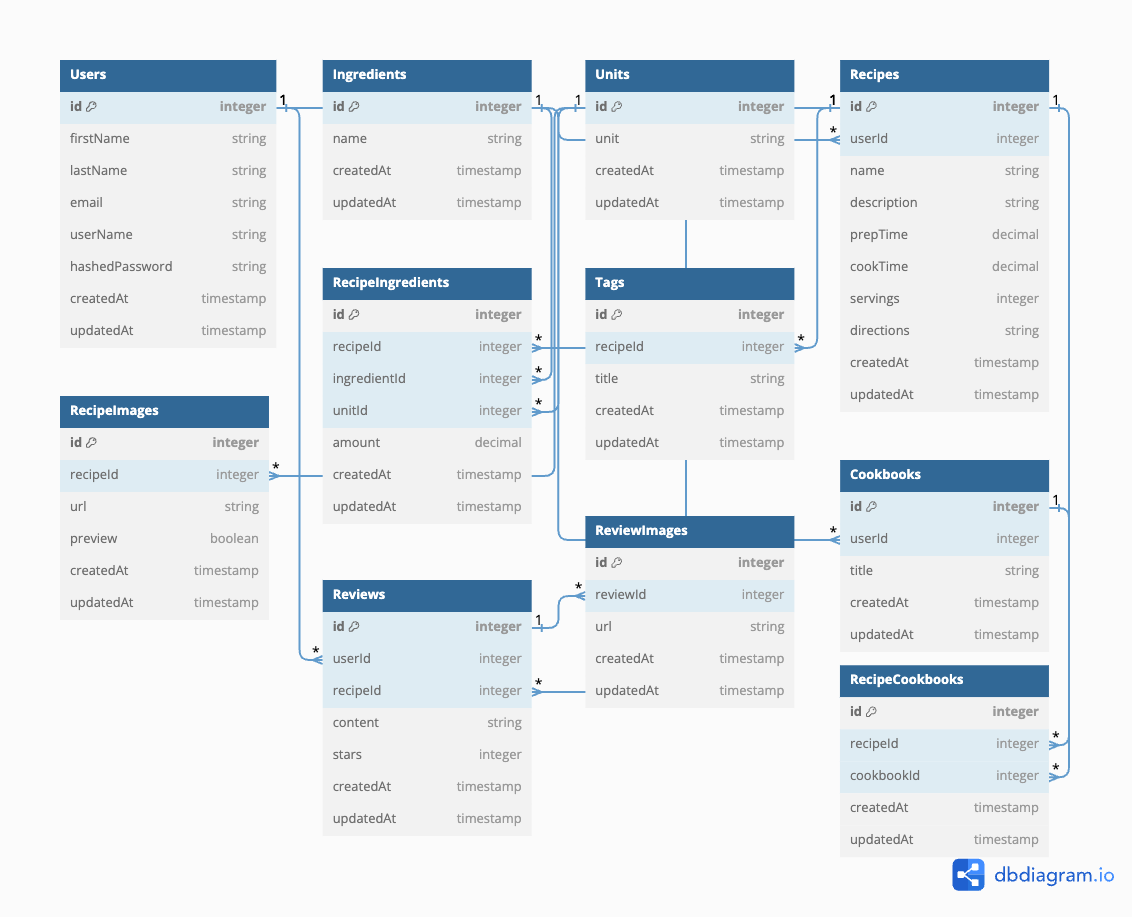 Users
id integer
firstName string
lastName string
email string
userName string
hashedPassword string
createdAt timestamp
updatedAt timestamp
1
Ingredients
id integer
name string
createdAt timestamp
updatedAt timestamp
1
Units
id integer
unit string
createdAt timestamp
updatedAt timestamp
1
Recipes
id integer
userId integer
name string
description string
prepTime decimal
cookTime decimal
servings integer
directions string
createdAt timestamp
updatedAt timestamp
1
*
1
RecipeIngredients
id integer
recipeId integer
ingredientId integer
unitId integer
amount decimal
createdAt timestamp
updatedAt timestamp
*
*
*
Tags
id integer
recipeId integer
title string
createdAt timestamp
updatedAt timestamp
*
RecipeImages
id integer
recipeId integer
url string
preview boolean
createdAt timestamp
updatedAt timestamp
*
Cookbooks
id integer
userId integer
title string
createdAt timestamp
updatedAt timestamp
*
1
ReviewImages
id integer
reviewId integer
url string
createdAt timestamp
updatedAt timestamp
*
Reviews
id integer
userId integer
recipeId integer
content string
stars integer
createdAt timestamp
updatedAt timestamp
*
1
*
RecipeCookbooks
id integer
recipeId integer
cookbookId integer
createdAt timestamp
updatedAt timestamp
*
*
dbdiagram.io